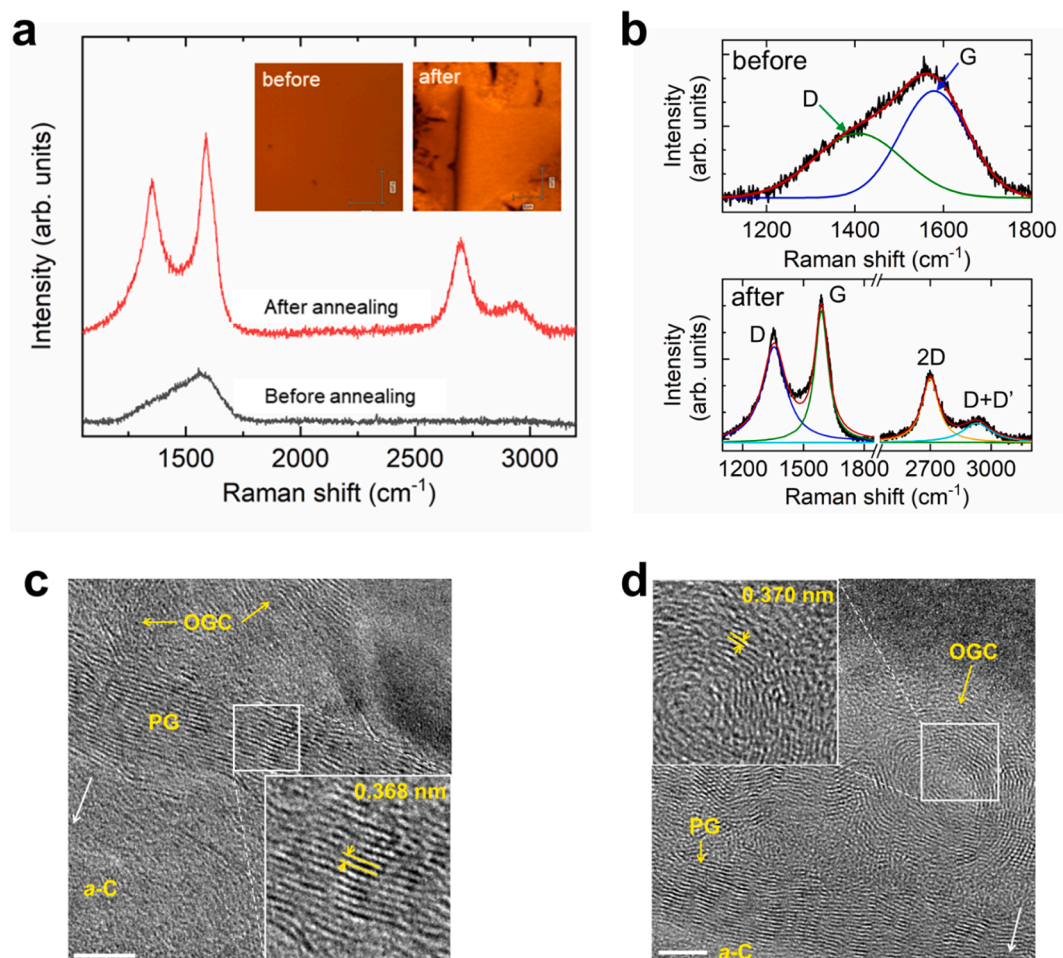 a
before
after
After annealing
Before annealing
Intensity (arb. units)
1500
2000
2500
3000
Raman shift (cm⁻¹)
b
before
G
D
Intensity
(arb. units)
1200
1400
1600
1800
Raman shift (cm⁻¹)
after
G
D
2D
D+D'
Intensity
(arb. units)
1200
1500
1800
2700
3000
Raman shift (cm⁻¹)
c
OGC
PG
0.368 nm
a-C
d
0.370 nm
OGC
PG
a-C